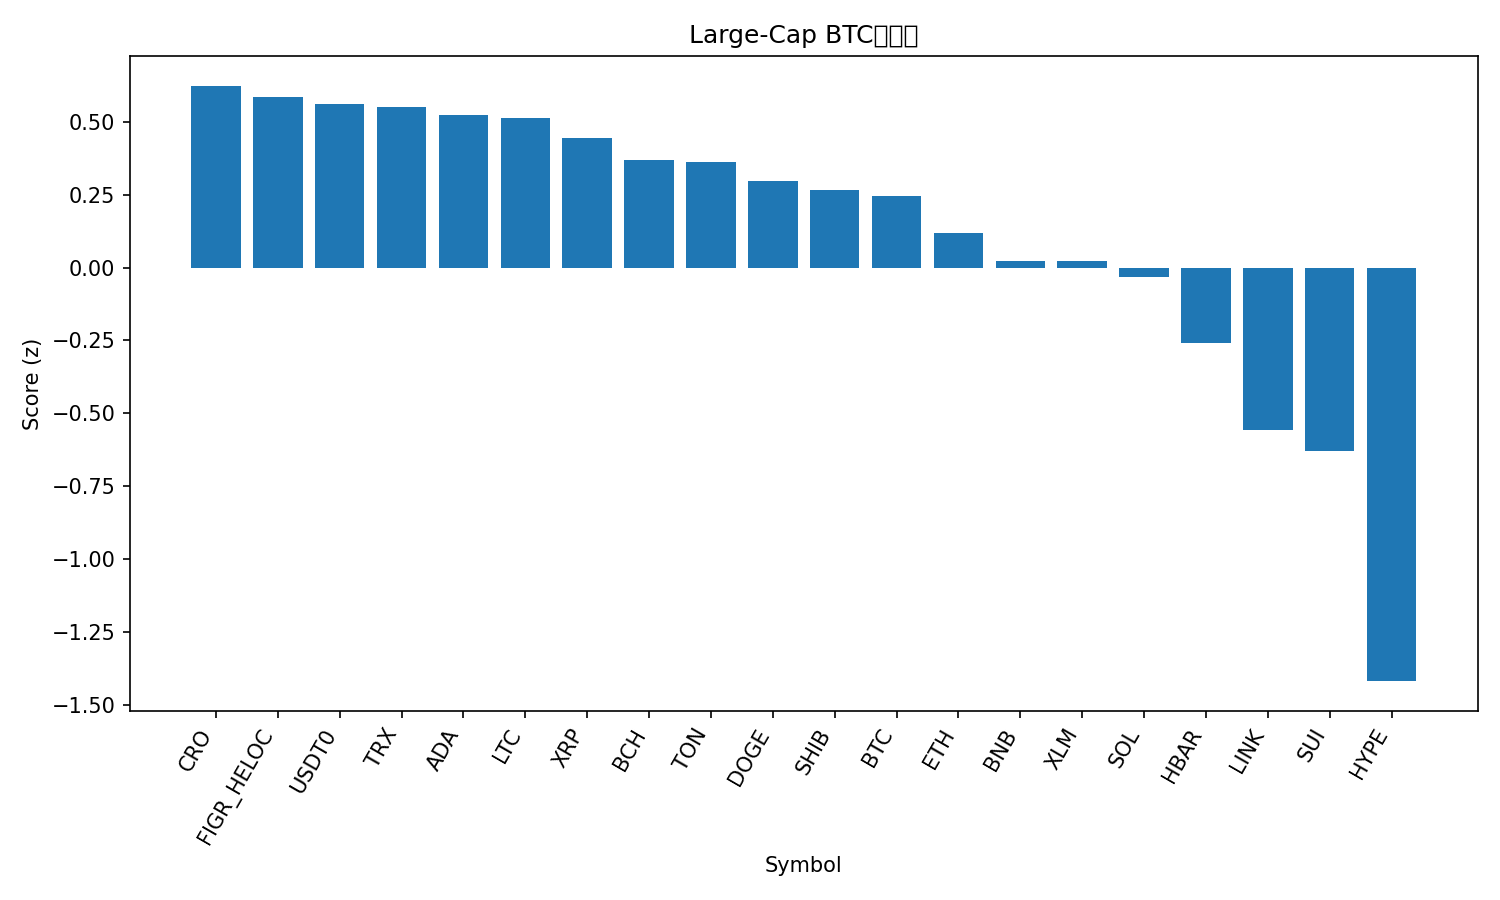 Large-Cap BTC
0.50
0.25
0.00
−0.25
−0.50
−0.75
−1.00
−1.25
−1.50
Score (z)
CRO
FIGR_HELOC
USDT0
TRX
ADA
LTC
XRP
BCH
TON
DOGE
SHIB
BTC
ETH
BNB
XLM
SOL
HBAR
LINK
SUI
HYPE
Symbol